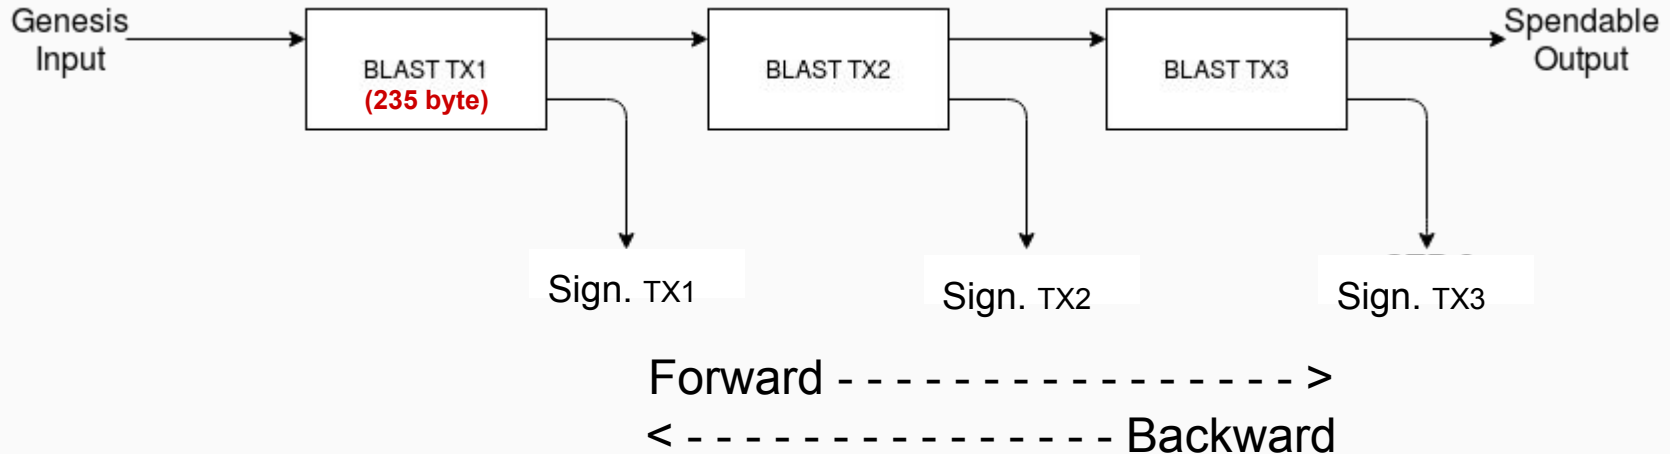 Genesis
Input
BLAST TX1
(235 byte)
BLAST TX2
BLAST TX3
Spendable
Output
Sign. TX1
Sign. TX2
Sign. TX3
Forward - - - - - - - - - - - - - - - - >
< - - - - - - - - - - - - - - - Backward